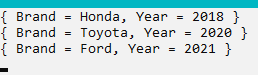 { Brand = Honda, Year = 2018 }
{ Brand = Toyota, Year = 2020 }
{ Brand = Ford, Year = 2021 }